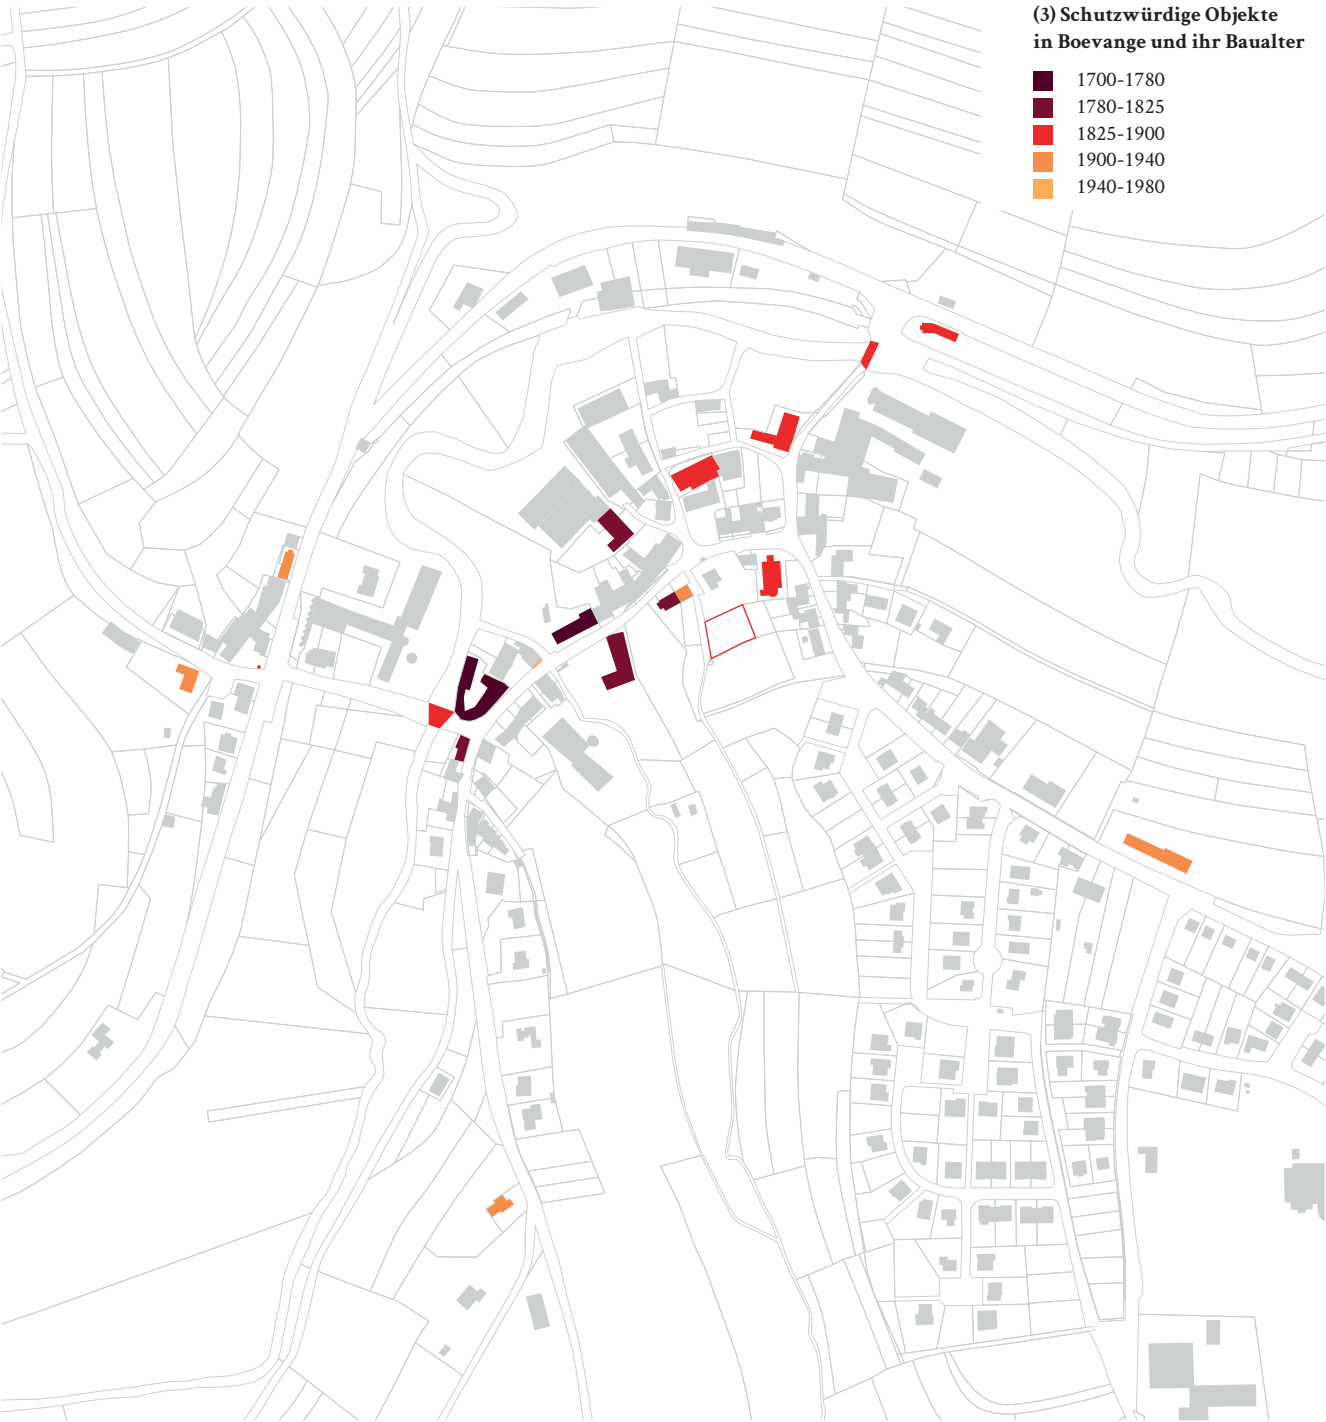 (3) Schutzwürdige Objekte
in Boevange und ihr Baualter
1700-1780
1780-1825
1825-1900
1900-1940
1940-1980